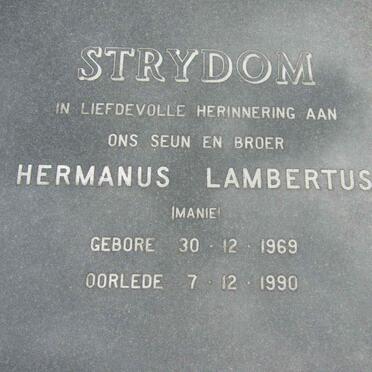 STRYDOM
IN LIEFDEVOLLE HERINNERING AAN
ONS SEUN EN BROER
HERMANUS LAMBERTUS
(MANIE)
GEBORE 30 · 12 · 1969
OORLEDE 7 · 12 · 1990